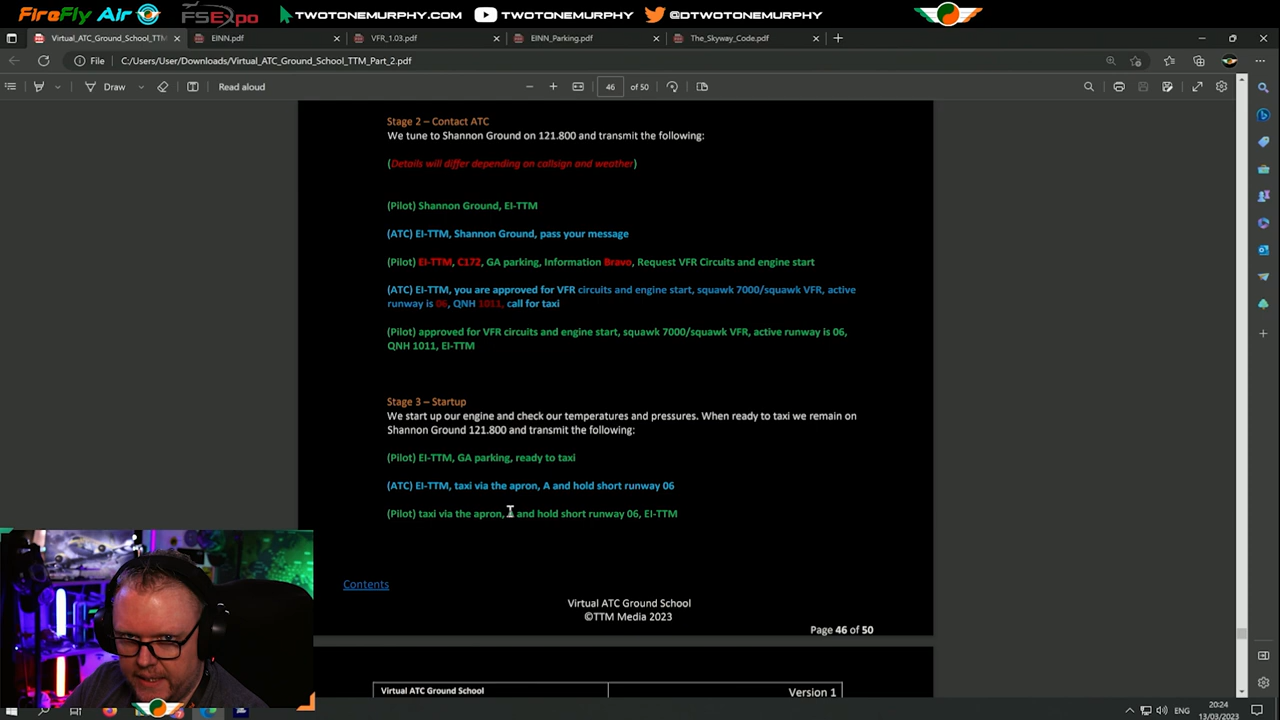 FireFly Air FSExpo TWOTONEMURPHY.COM TWOTONEMURPHY @DTWOTONEMURPHY
Virtual_ATC_Ground_School_TTM EINN.pdf VFR_1.03.pdf EINN_Parking.pdf The_Skyway_Code.pdf
File C:/Users/User/Downloads/Virtual_ATC_Ground_School_TTM_Part_2.pdf
Draw Read aloud 46 of 50
Stage 2 – Contact ATC
We tune to Shannon Ground on 121.800 and transmit the following:
(Details will differ depending on callsign and weather)
(Pilot) Shannon Ground, EI-TTM
(ATC) EI-TTM, Shannon Ground, pass your message
(Pilot) EI-TTM, C172, GA parking, Information Bravo, Request VFR Circuits and engine start
(ATC) EI-TTM, you are approved for VFR circuits and engine start, squawk 7000/squawk VFR, active
runway is 06, QNH 1011, call for taxi
(Pilot) approved for VFR circuits and engine start, squawk 7000/squawk VFR, active runway is 06,
QNH 1011, EI-TTM
Stage 3 – Startup
We start up our engine and check our temperatures and pressures. When ready to taxi we remain on
Shannon Ground 121.800 and transmit the following:
(Pilot) EI-TTM, GA parking, ready to taxi
(ATC) EI-TTM, taxi via the apron, A and hold short runway 06
(Pilot) taxi via the apron, and hold short runway 06, EI-TTM
Contents
Virtual ATC Ground School
©TTM Media 2023
Page 46 of 50
Virtual ATC Ground School Version 1
ENG 20:24
13/03/2023